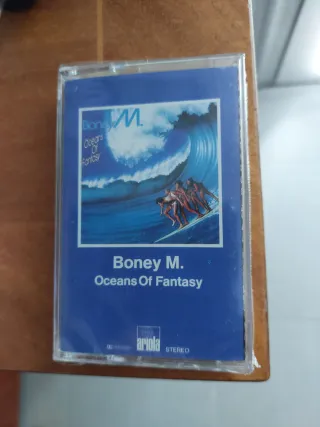 Boney M.
Oceans
Of
Fantasy
Boney M.
Oceans Of Fantasy
ariola
STEREO